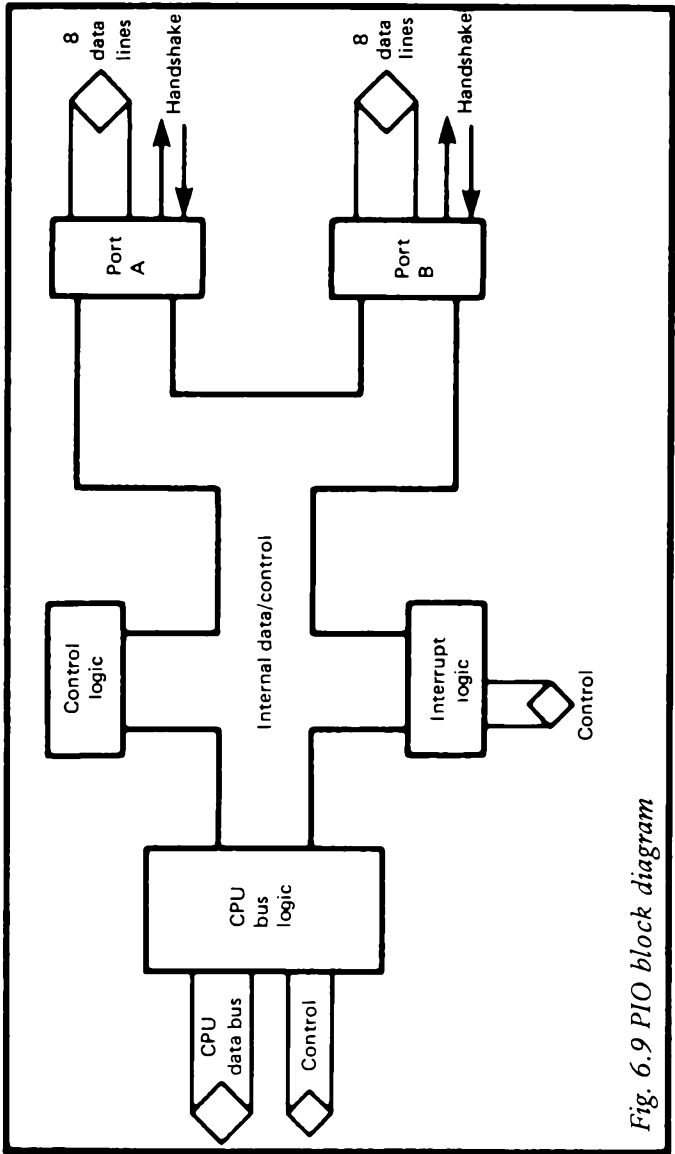 8
data
lines
Handshake
Port
A
8
data
lines
Handshake
Port
B
Control
logic
Internal data/control
Interrupt
logic
Control
CPU
bus
logic
CPU
data bus
Control
Fig. 6.9 PIO block diagram